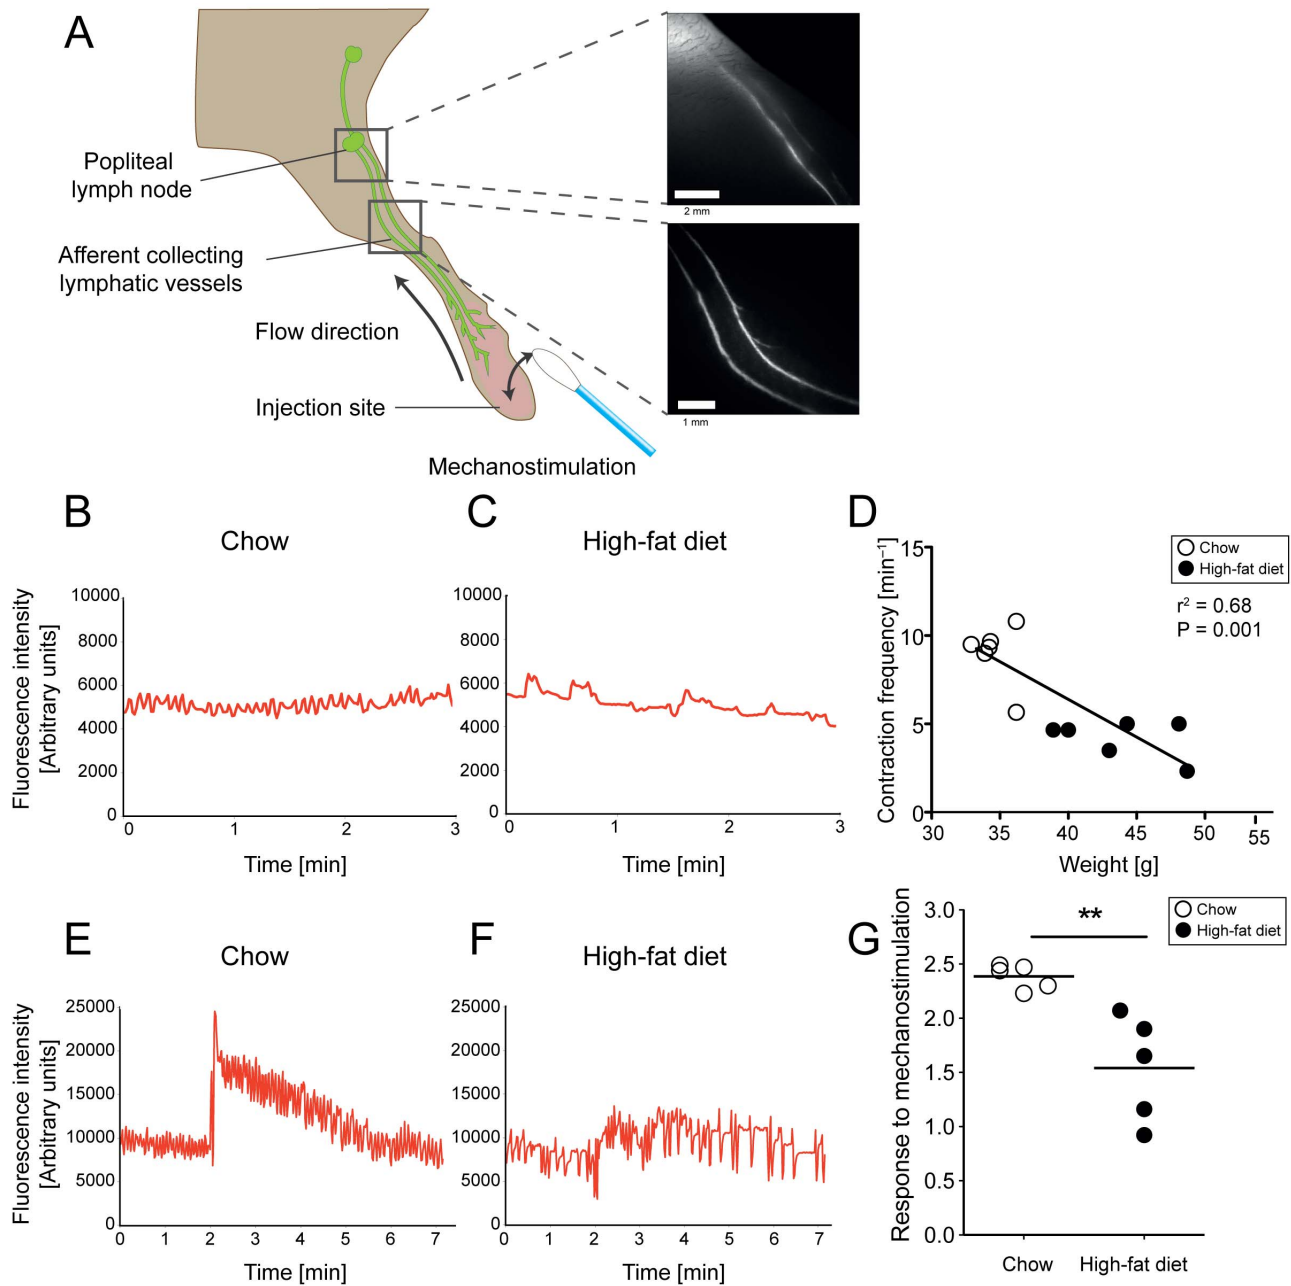 A
Popliteal
lymph node
Afferent collecting
lymphatic vessels
Flow direction
Injection site
Mechanostimulation
2 mm
1 mm
B
Chow
Fluorescence intensity
[Arbitrary units]
10000
8000
6000
4000
2000
0
0 1 2 3
Time [min]
C
High-fat diet
10000
8000
6000
4000
2000
0
0 1 2 3
Time [min]
D
Contraction frequency [min⁻¹]
15
10
5
0
30 35 40 45 50 55
Weight [g]
Chow
High-fat diet
r² = 0.68
P = 0.001
E
Chow
Fluorescence intensity
[Arbitrary units]
25000
20000
15000
10000
5000
0
0 1 2 3 4 5 6 7
Time [min]
F
High-fat diet
25000
20000
15000
10000
5000
0
0 1 2 3 4 5 6 7
Time [min]
G
Response to mechanostimulation
3.0
2.5
2.0
1.5
1.0
0.5
0.0
**
Chow
High-fat diet
Chow High-fat diet